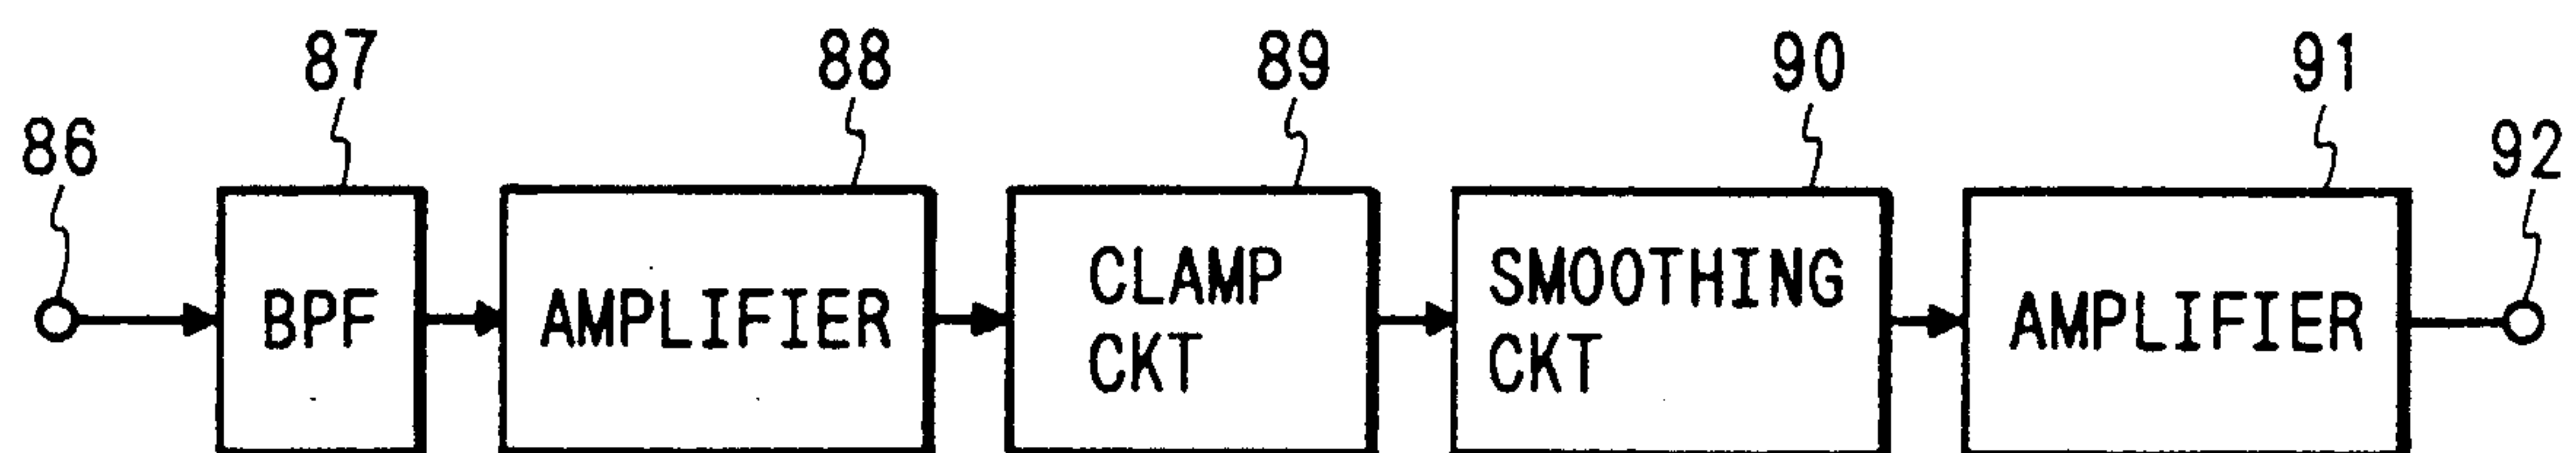 86
87
88
89
90
91
92
BPF
AMPLIFIER
CLAMP
CKT
SMOOTHING
CKT
AMPLIFIER